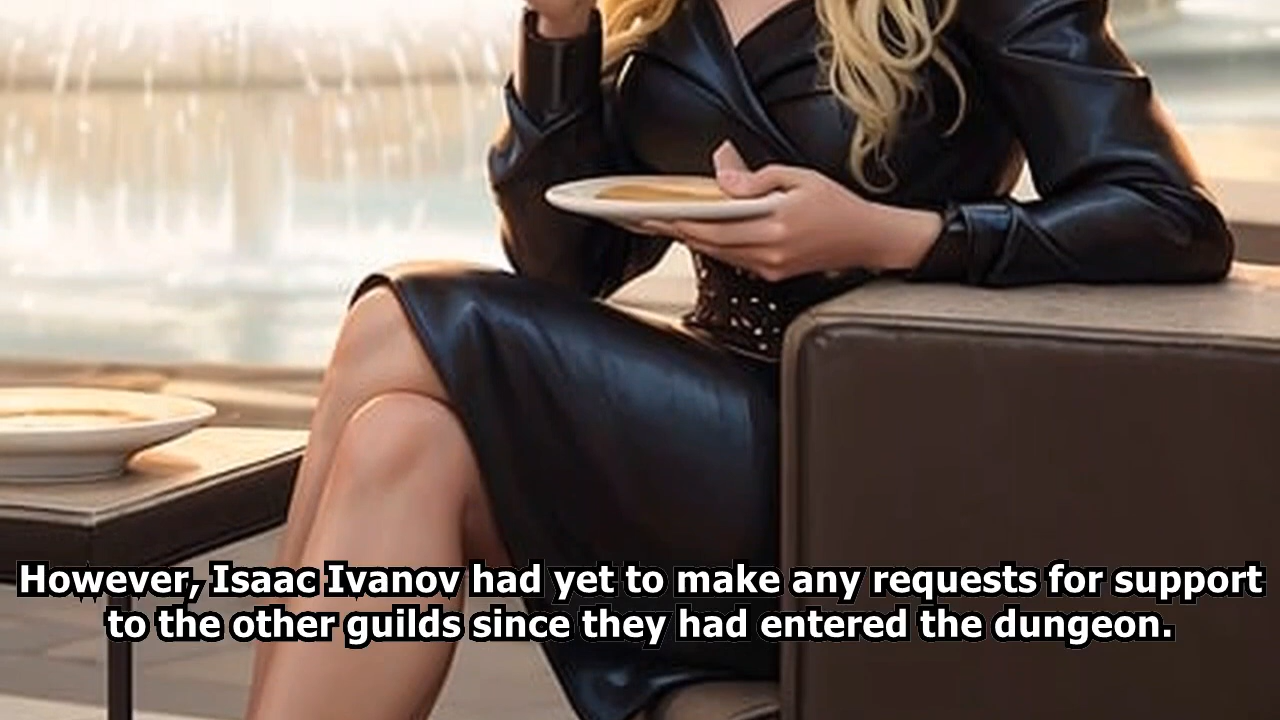 However, Isaac Ivanov had yet to make any requests for support
to the other guilds since they had entered the dungeon.